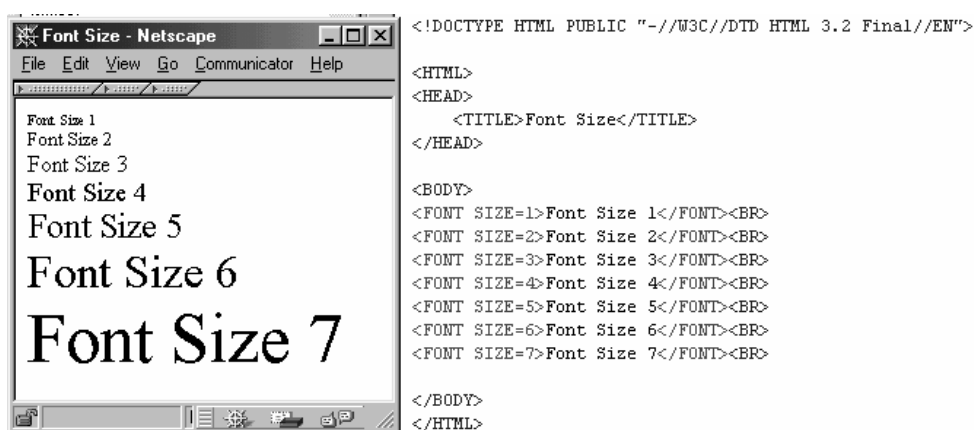 Font Size - Netscape
File Edit View Go Communicator Help
Font Size 1
Font Size 2
Font Size 3
Font Size 4
Font Size 5
Font Size 6
Font Size 7
<!DOCTYPE HTML PUBLIC "-//W3C//DTD HTML 3.2 Final//EN">
<HTML>
<HEAD>
<TITLE>Font Size</TITLE>
</HEAD>
<BODY>
<FONT SIZE=1>Font Size 1</FONT><BR>
<FONT SIZE=2>Font Size 2</FONT><BR>
<FONT SIZE=3>Font Size 3</FONT><BR>
<FONT SIZE=4>Font Size 4</FONT><BR>
<FONT SIZE=5>Font Size 5</FONT><BR>
<FONT SIZE=6>Font Size 6</FONT><BR>
<FONT SIZE=7>Font Size 7</FONT><BR>
</BODY>
</HTML>